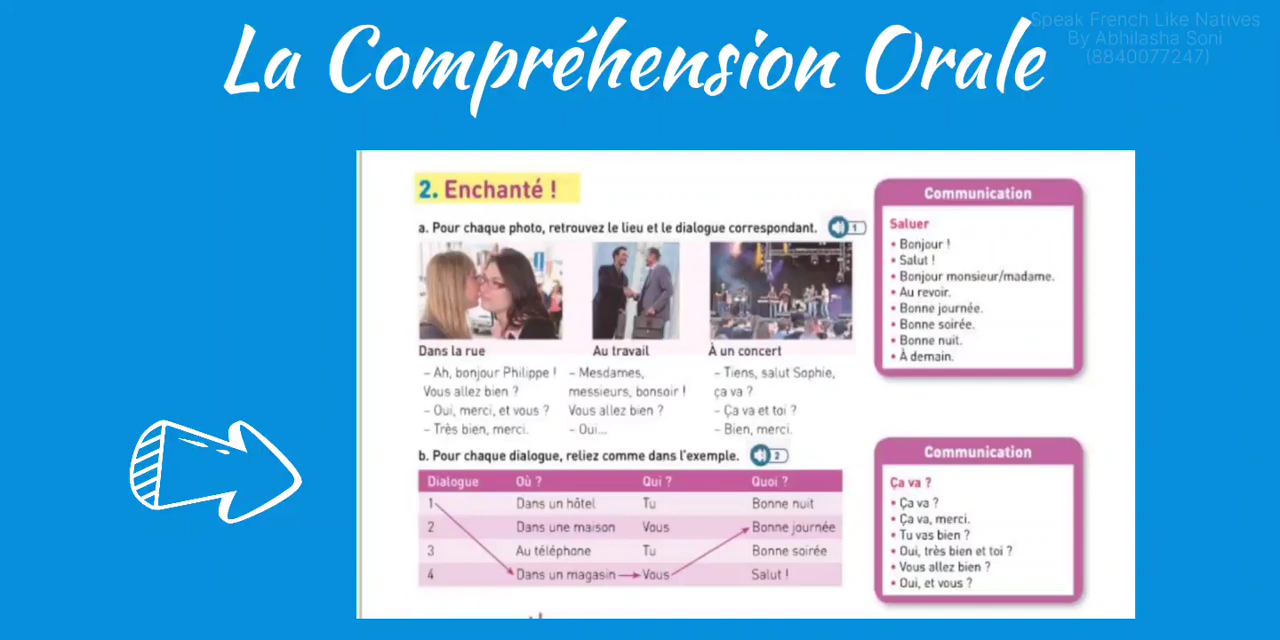 Speak French Like Natives
By Abhilasha Soni
(8840077247)
La Compréhension Orale
2. Enchanté !
a. Pour chaque photo, retrouvez le lieu et le dialogue correspondant. 1
Dans la rue
– Ah, bonjour Philippe !
Vous allez bien ?
– Oui, merci, et vous ?
– Très bien, merci.
Au travail
– Mesdames,
messieurs, bonsoir !
Vous allez bien ?
– Oui...
À un concert
– Tiens, salut Sophie,
ça va ?
– Ça va et toi ?
– Bien, merci.
b. Pour chaque dialogue, reliez comme dans l'exemple. 2
Dialogue Où ? Qui ? Quoi ?
1 Dans un hôtel Tu Bonne nuit
2 Dans une maison Vous Bonne journée
3 Au téléphone Tu Bonne soirée
4 Dans un magasin Vous Salut !
Communication
Saluer
• Bonjour !
• Salut !
• Bonjour monsieur/madame.
• Au revoir.
• Bonne journée.
• Bonne soirée.
• Bonne nuit.
• À demain.
Communication
Ça va ?
• Ça va ?
• Ça va, merci.
• Tu vas bien ?
• Oui, très bien et toi ?
• Vous allez bien ?
• Oui, et vous ?